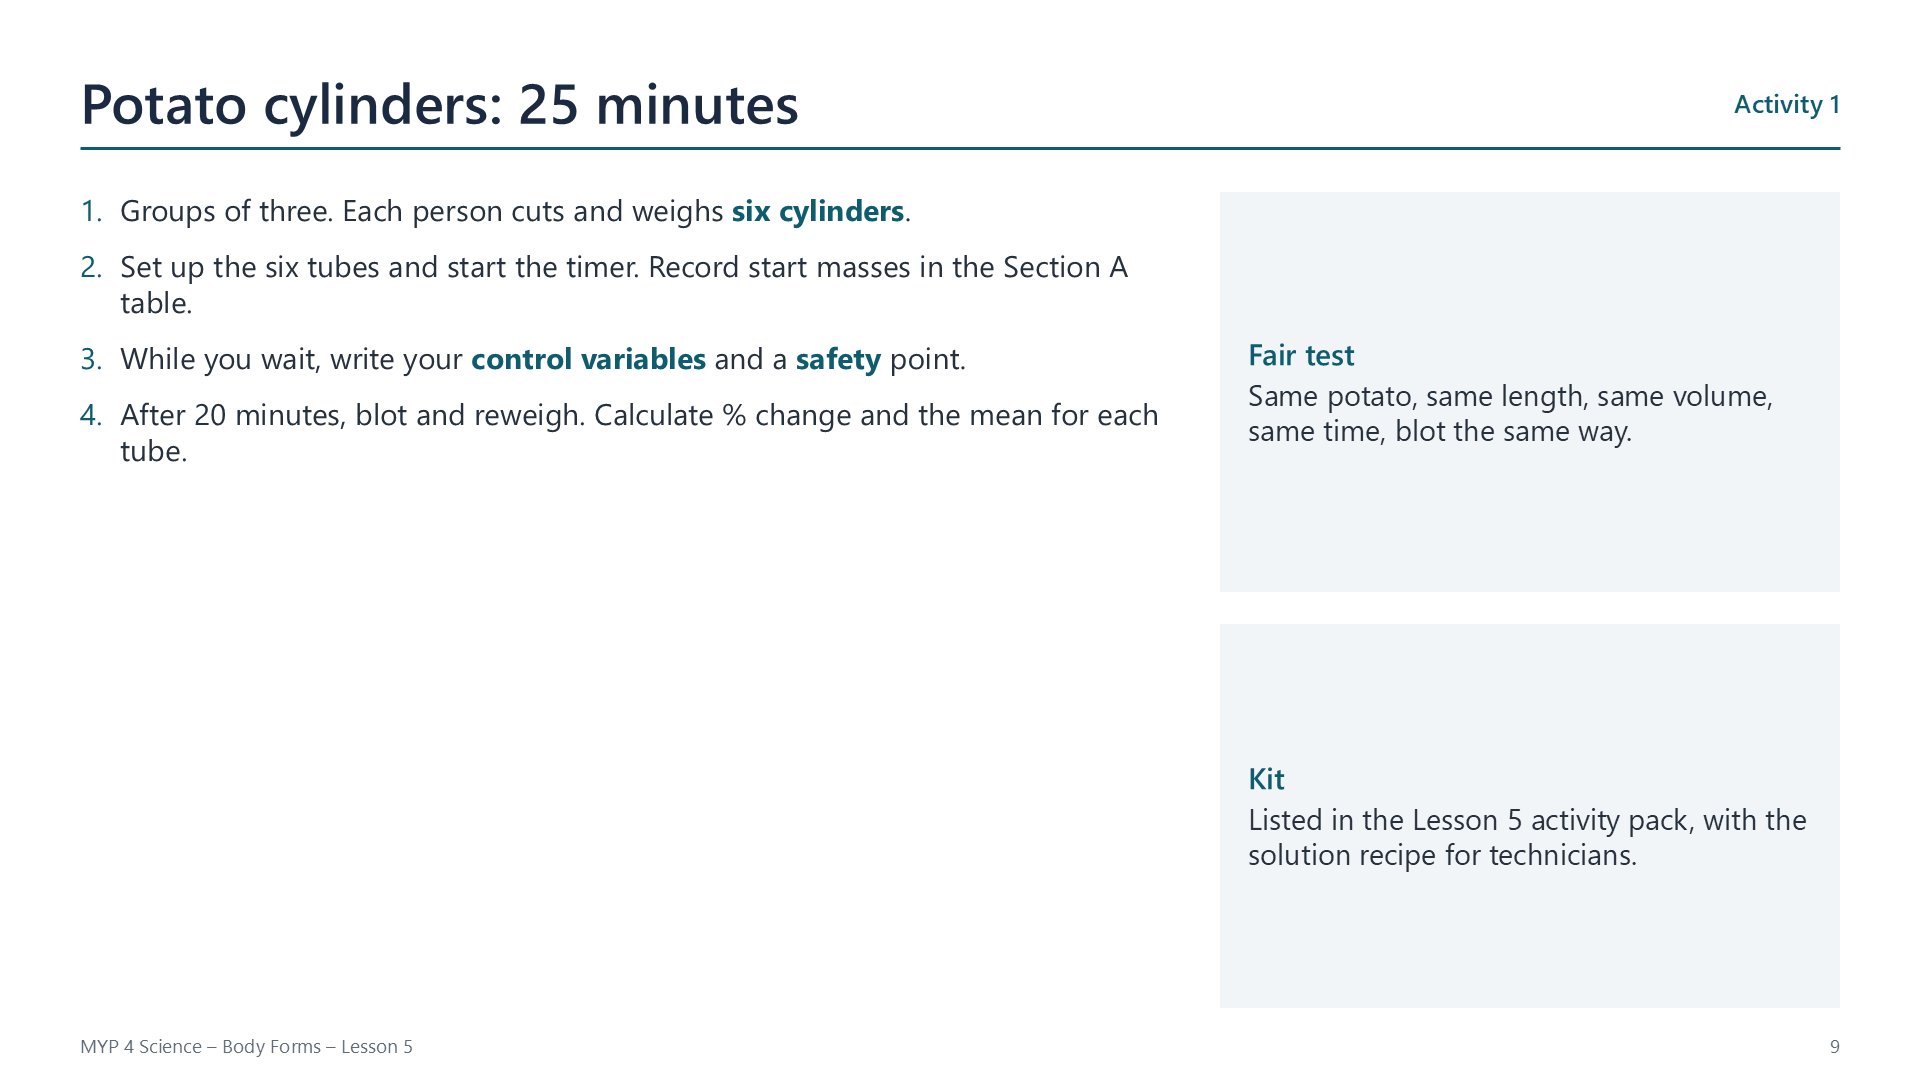 Potato cylinders: 25 minutes
Activity 1
1. Groups of three. Each person cuts and weighs six cylinders.
2. Set up the six tubes and start the timer. Record start masses in the Section A
table.
3. While you wait, write your control variables and a safety point.
4. After 20 minutes, blot and reweigh. Calculate % change and the mean for each
tube.
Fair test
Same potato, same length, same volume,
same time, blot the same way.
Kit
Listed in the Lesson 5 activity pack, with the
solution recipe for technicians.
MYP 4 Science – Body Forms – Lesson 5
9